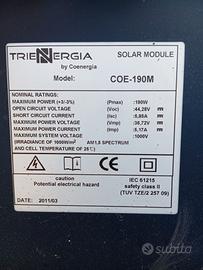 TRIENERGIA
by Coenergia
SOLAR MODULE
Model: COE-190M
NOMINAL RATINGS:
MAXIMUM POWER (+3/-3%) (Pmax) :190W
OPEN CIRCUIT VOLTAGE (Voc) :44,28V
SHORT CIRCUIT CURRENT (Isc) :5,95A
MAXIMUM POWER VOLTAGE (Vmp) :36,72V
MAXIMUM POWER CURRENT (Imp) :5,17A
MAXIMUM SYSTEM VOLTAGE :1000V
(IRRADIANCE OF 1000W/m² AM1,5 SPECTRUM
AND CELL TEMPERATURE OF 25℃)
caution
Potential electrical hazard
IEC 61215
safety class II
(TUV TZE/2 257 09)
DATE: 2011/03
subito